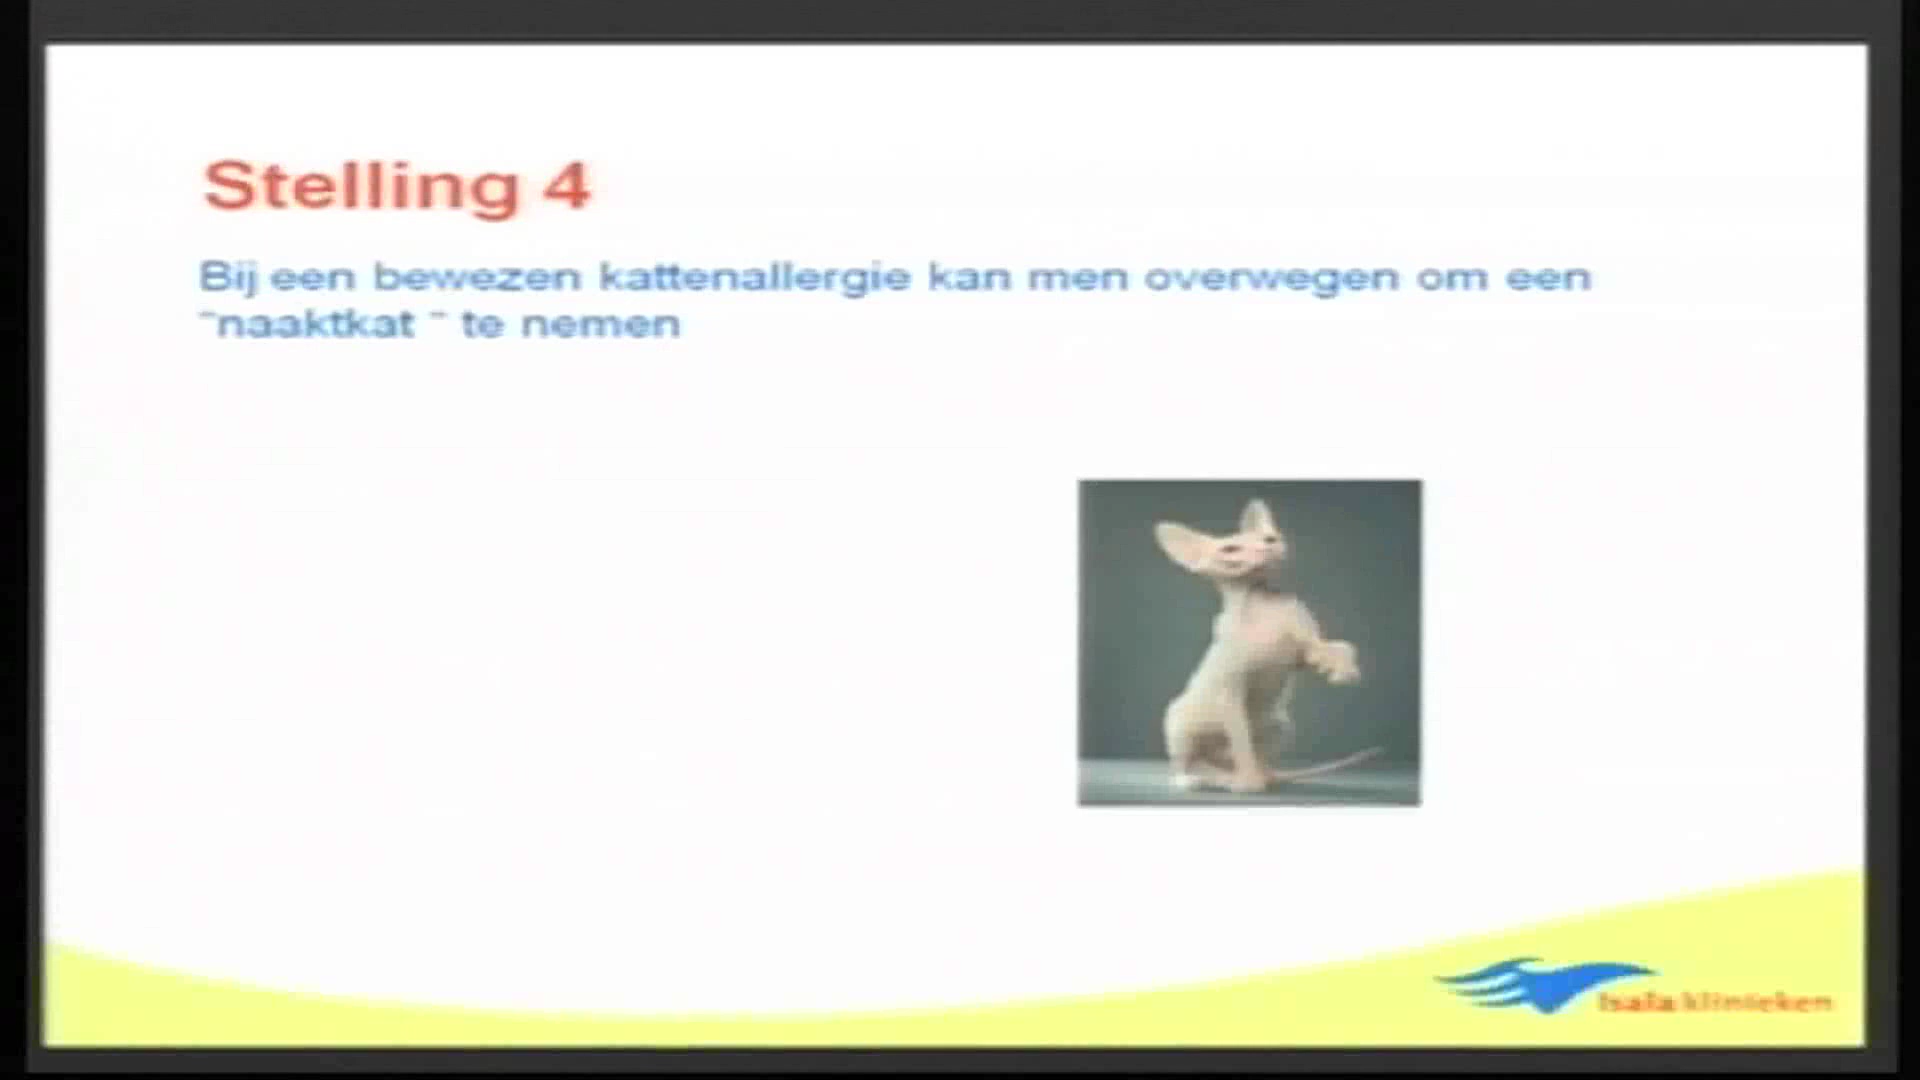 Stelling 4
Bij een bewezen kattenallergie kan men overwegen om een
"naaktkat " te nemen
Isala klinieken